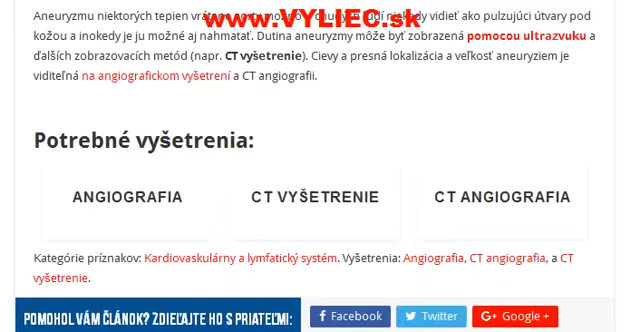 www.VYLIEC.sk
Aneuryzmu niektorých tepien vidieť ako pulzujúci útvary pod
kožou a inokedy je ju možné aj nahmatať. Dutina aneuryzmy môže byť zobrazená pomocou ultrazvuku a
ďalších zobrazovacích metód (napr. CT vyšetrenie). Cievy a presná lokalizácia a veľkosť aneuryziem je
viditeľná na angiografickom vyšetrení a CT angiografii.
Potrebné vyšetrenia:
ANGIOGRAFIA CT VYŠETRENIE CT ANGIOGRAFIA
Kategórie príznakov: Kardiovaskulárny a lymfatický systém. Vyšetrenia: Angiografia, CT angiografia, a CT
vyšetrenie.
POMOHOL VÁM ČLÁNOK? ZDIEĽAJTE HO S PRIATEĽMI: Facebook Twitter Google +